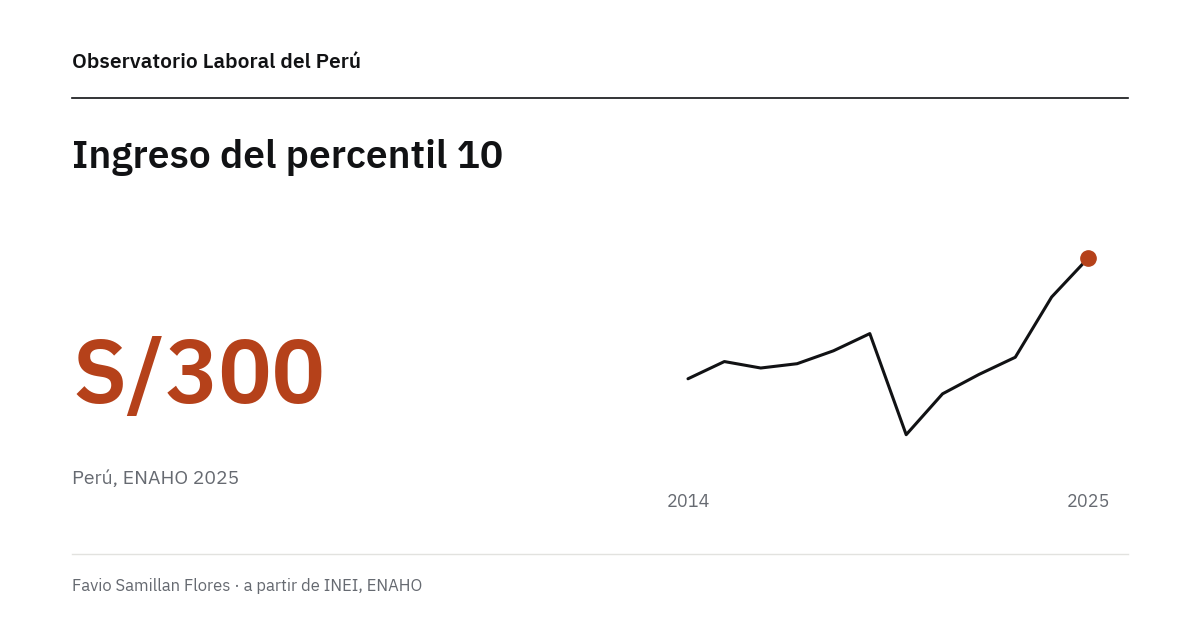 Observatorio Laboral del Perú
Ingreso del percentil 10
S/300
Perú, ENAHO 2025
2014
2025
Favio Samillan Flores · a partir de INEI, ENAHO